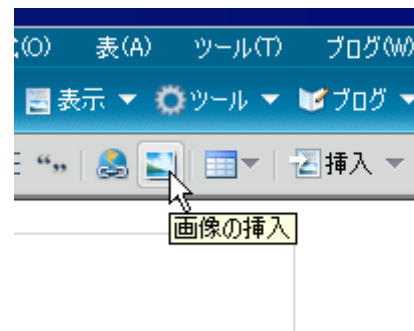 (O) 表(A) ツール(T) ブログ(W)
表示 ▼ ツール ▼ ブログ ▼
“„ 挿入 ▼
画像の挿入